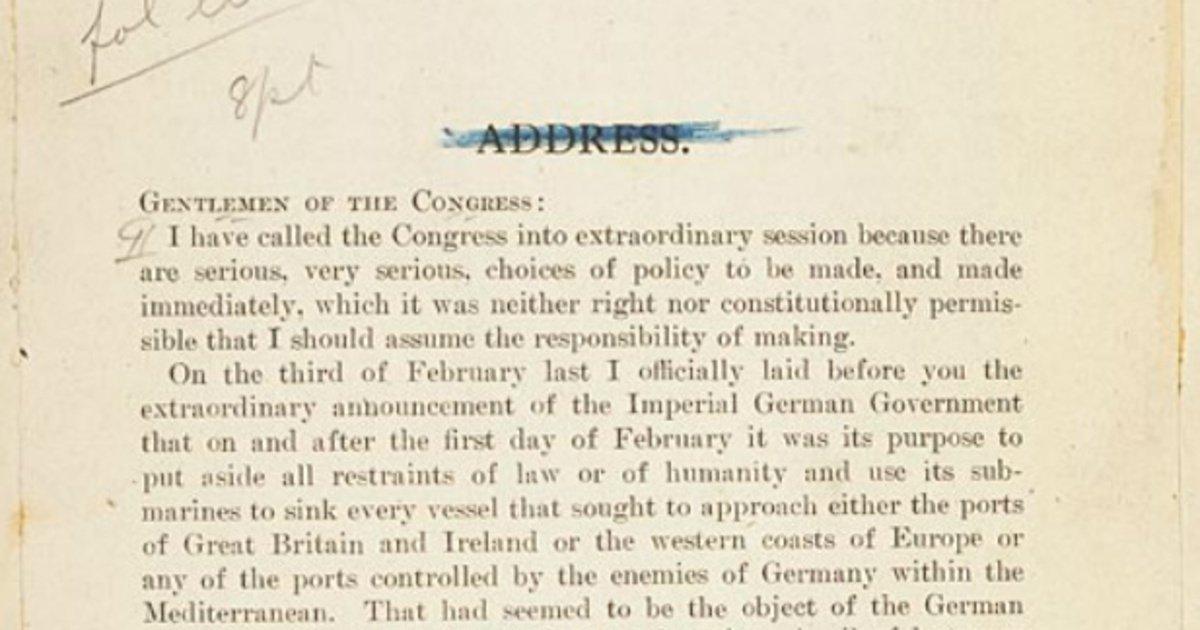 8pt
ADDRESS.
GENTLEMEN OF THE CONGRESS:
I have called the Congress into extraordinary session because there
are serious, very serious, choices of policy to be made, and made
immediately, which it was neither right nor constitutionally permis-
sible that I should assume the responsibility of making.
On the third of February last I officially laid before you the
extraordinary announcement of the Imperial German Government
that on and after the first day of February it was its purpose to
put aside all restraints of law or of humanity and use its sub-
marines to sink every vessel that sought to approach either the ports
of Great Britain and Ireland or the western coasts of Europe or
any of the ports controlled by the enemies of Germany within the
Mediterranean. That had seemed to be the object of the German